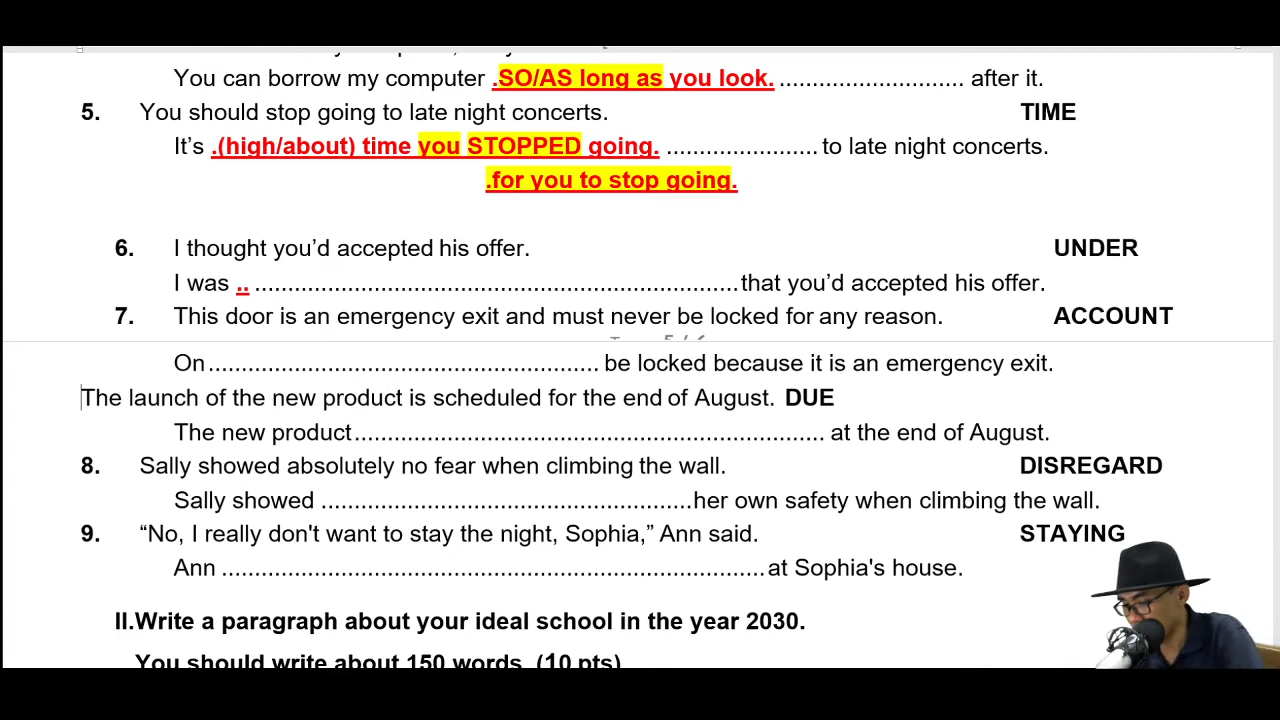 You can borrow my computer .SO/AS long as you look. ............................ after it.
5. You should stop going to late night concerts. TIME
It's .(high/about) time you STOPPED going. ....................... to late night concerts.
.for you to stop going.
6. I thought you'd accepted his offer. UNDER
I was .. ......................................................................... that you'd accepted his offer.
7. This door is an emergency exit and must never be locked for any reason. ACCOUNT
On........................................................... be locked because it is an emergency exit.
The launch of the new product is scheduled for the end of August. DUE
The new product....................................................................... at the end of August.
8. Sally showed absolutely no fear when climbing the wall. DISREGARD
Sally showed ........................................................her own safety when climbing the wall.
9. “No, I really don't want to stay the night, Sophia,” Ann said. STAYING
Ann ..................................................................................at Sophia's house.
II.Write a paragraph about your ideal school in the year 2030.
You should write about 150 words. (10 pts)